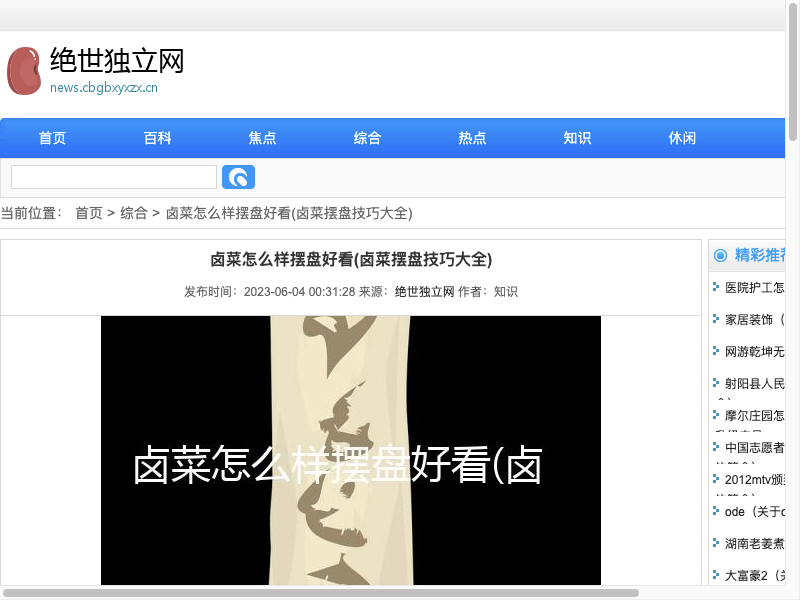 绝世独立网
news.cbgbxyxzx.cn
首页 百科 焦点 综合 热点 知识 休闲
当前位置： 首页 > 综合 > 卤菜怎么样摆盘好看(卤菜摆盘技巧大全)
卤菜怎么样摆盘好看(卤菜摆盘技巧大全)
发布时间：2023-06-04 00:31:28 来源：绝世独立网 作者：知识
卤菜怎么样摆盘好看(卤
精彩推荐
医院护工怎
家居装饰（
网游乾坤无
射阳县人民
摩尔庄园怎
中国志愿者
2012mtv颁
ode（关于
湖南老姜煮
大富豪2（关